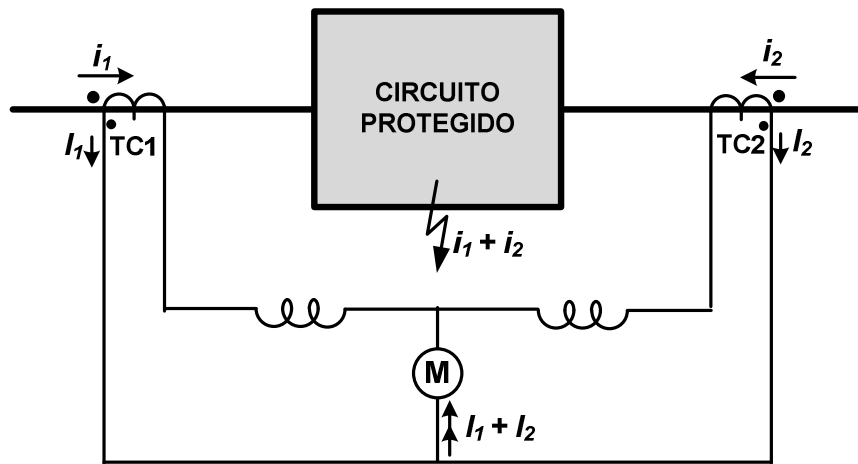 i1
i2
CIRCUITO
PROTEGIDO
I1
TC1
TC2
I2
i1 + i2
M
I1 + I2